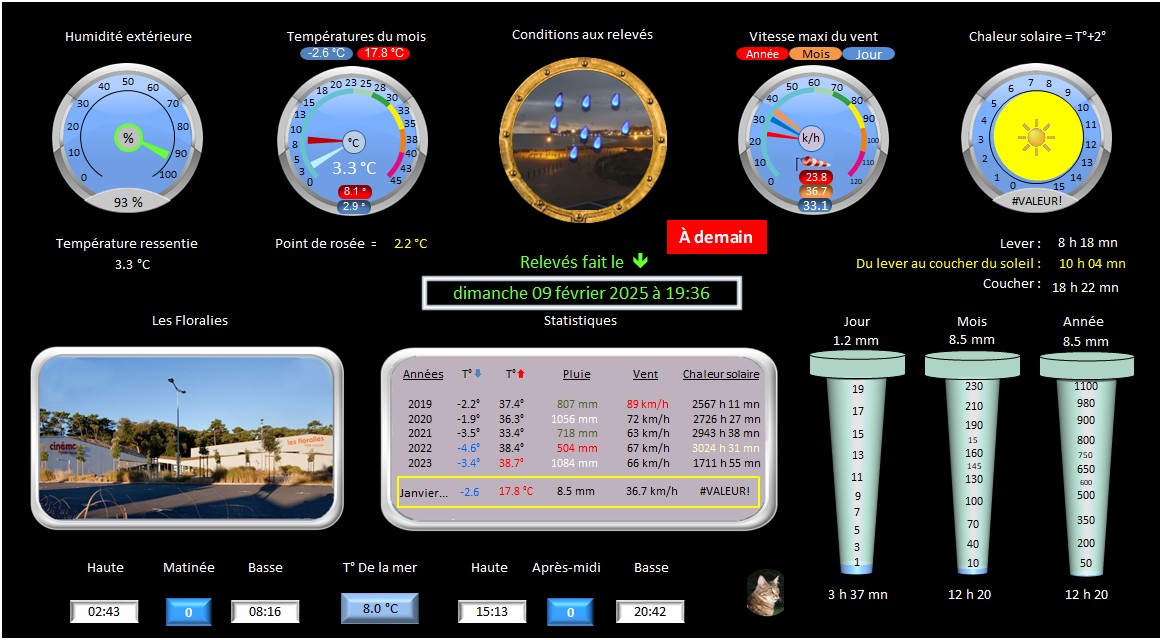 Humidité extérieure
Températures du mois
-2.6 °C 17.8 °C
Conditions aux relevés
Vitesse maxi du vent
Année Mois Jour
Chaleur solaire = T°+2°
0 10 20 30 40 50 60 70 80 90 100
%
93 %
0 3 5 8 10 13 15 18 20 23 25 28 30 33 35 38 40 43 45
°C
3.3 °C
8.1 °
2.9 °
0 10 20 30 40 50 60 70 80 90 100 110 120
k/h
23.8
36.7
33.1
0 1 2 3 4 5 6 7 8 9 10 11 12 13 14 15
#VALEUR!
Température ressentie
3.3 °C
Point de rosée = 2.2 °C
À demain
Relevés fait le
dimanche 09 février 2025 à 19:36
Lever : 8 h 18 mn
Du lever au coucher du soleil : 10 h 04 mn
Coucher : 18 h 22 mn
Les Floralies
cinéma
les floralies
Statistiques
Années T° T° Pluie Vent Chaleur solaire
2019 -2.2° 37.4° 807 mm 89 km/h 2567 h 11 mn
2020 -1.9° 36.3° 1056 mm 72 km/h 2726 h 27 mn
2021 -3.5° 33.4° 718 mm 63 km/h 2943 h 38 mn
2022 -4.6° 38.4° 504 mm 67 km/h 3024 h 31 mn
2023 -3.4° 38.7° 1084 mm 66 km/h 1711 h 55 mn
Janvier... -2.6 17.8 °C 8.5 mm 36.7 km/h #VALEUR!
Jour
1.2 mm
19
17
15
13
11
9
7
5
3
1
3 h 37 mn
Mois
8.5 mm
230
210
190
15
160
145
130
100
70
40
10
12 h 20
Année
8.5 mm
1100
980
900
800
750
650
600
500
350
200
50
12 h 20
Haute Matinée Basse
02:43 0 08:16
T° De la mer
8.0 °C
Haute Après-midi Basse
15:13 0 20:42